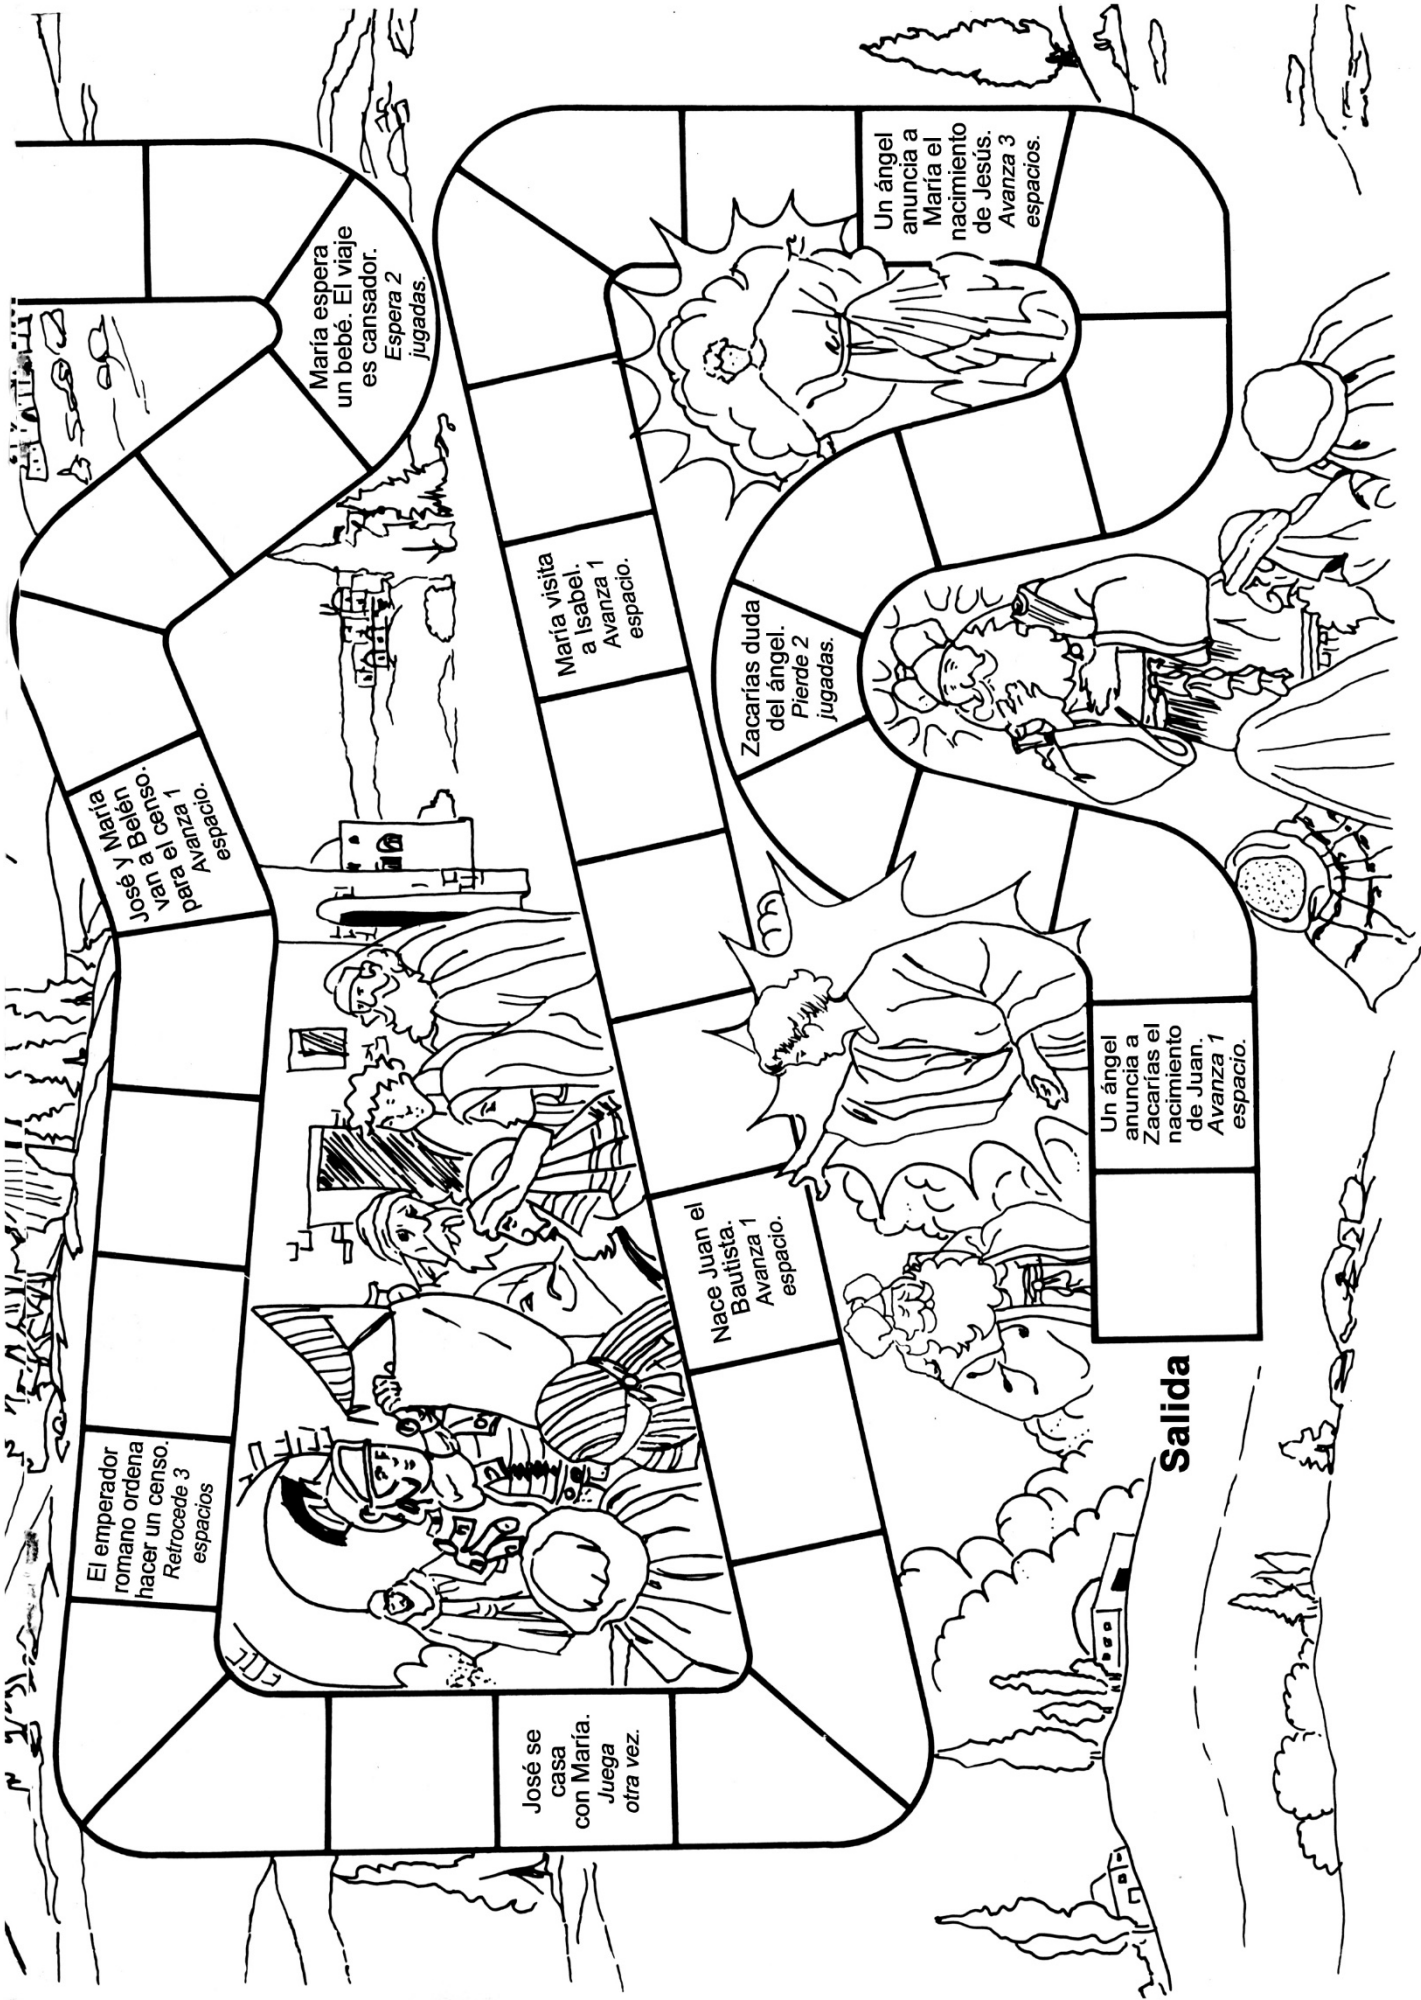 Salida
Un ángel
anuncia a
Zacarías el
nacimiento
de Juan.
Avanza 1
espacio.
Zacarías duda
del ángel.
Pierde 2
jugadas.
Un ángel
anuncia a
María el
nacimiento
de Jesús.
Avanza 3
espacios.
María visita
a Isabel.
Avanza 1
espacio.
Nace Juan el
Bautista.
Avanza 1
espacio.
José se
casa
con María.
Juega
otra vez.
El emperador
romano ordena
hacer un censo.
Retrocede 3
espacios
José y María
van a Belén
para el censo.
Avanza 1
espacio.
María espera
un bebé. El viaje
es cansador.
Espera 2
jugadas.